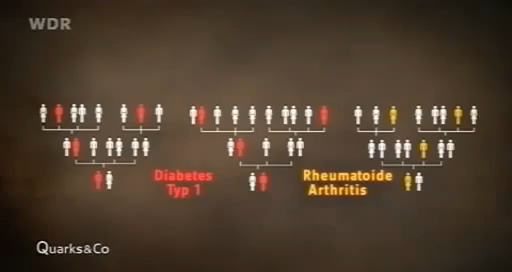 WDR
Diabetes
Typ 1
Rheumatoide
Arthritis
Quarks&Co